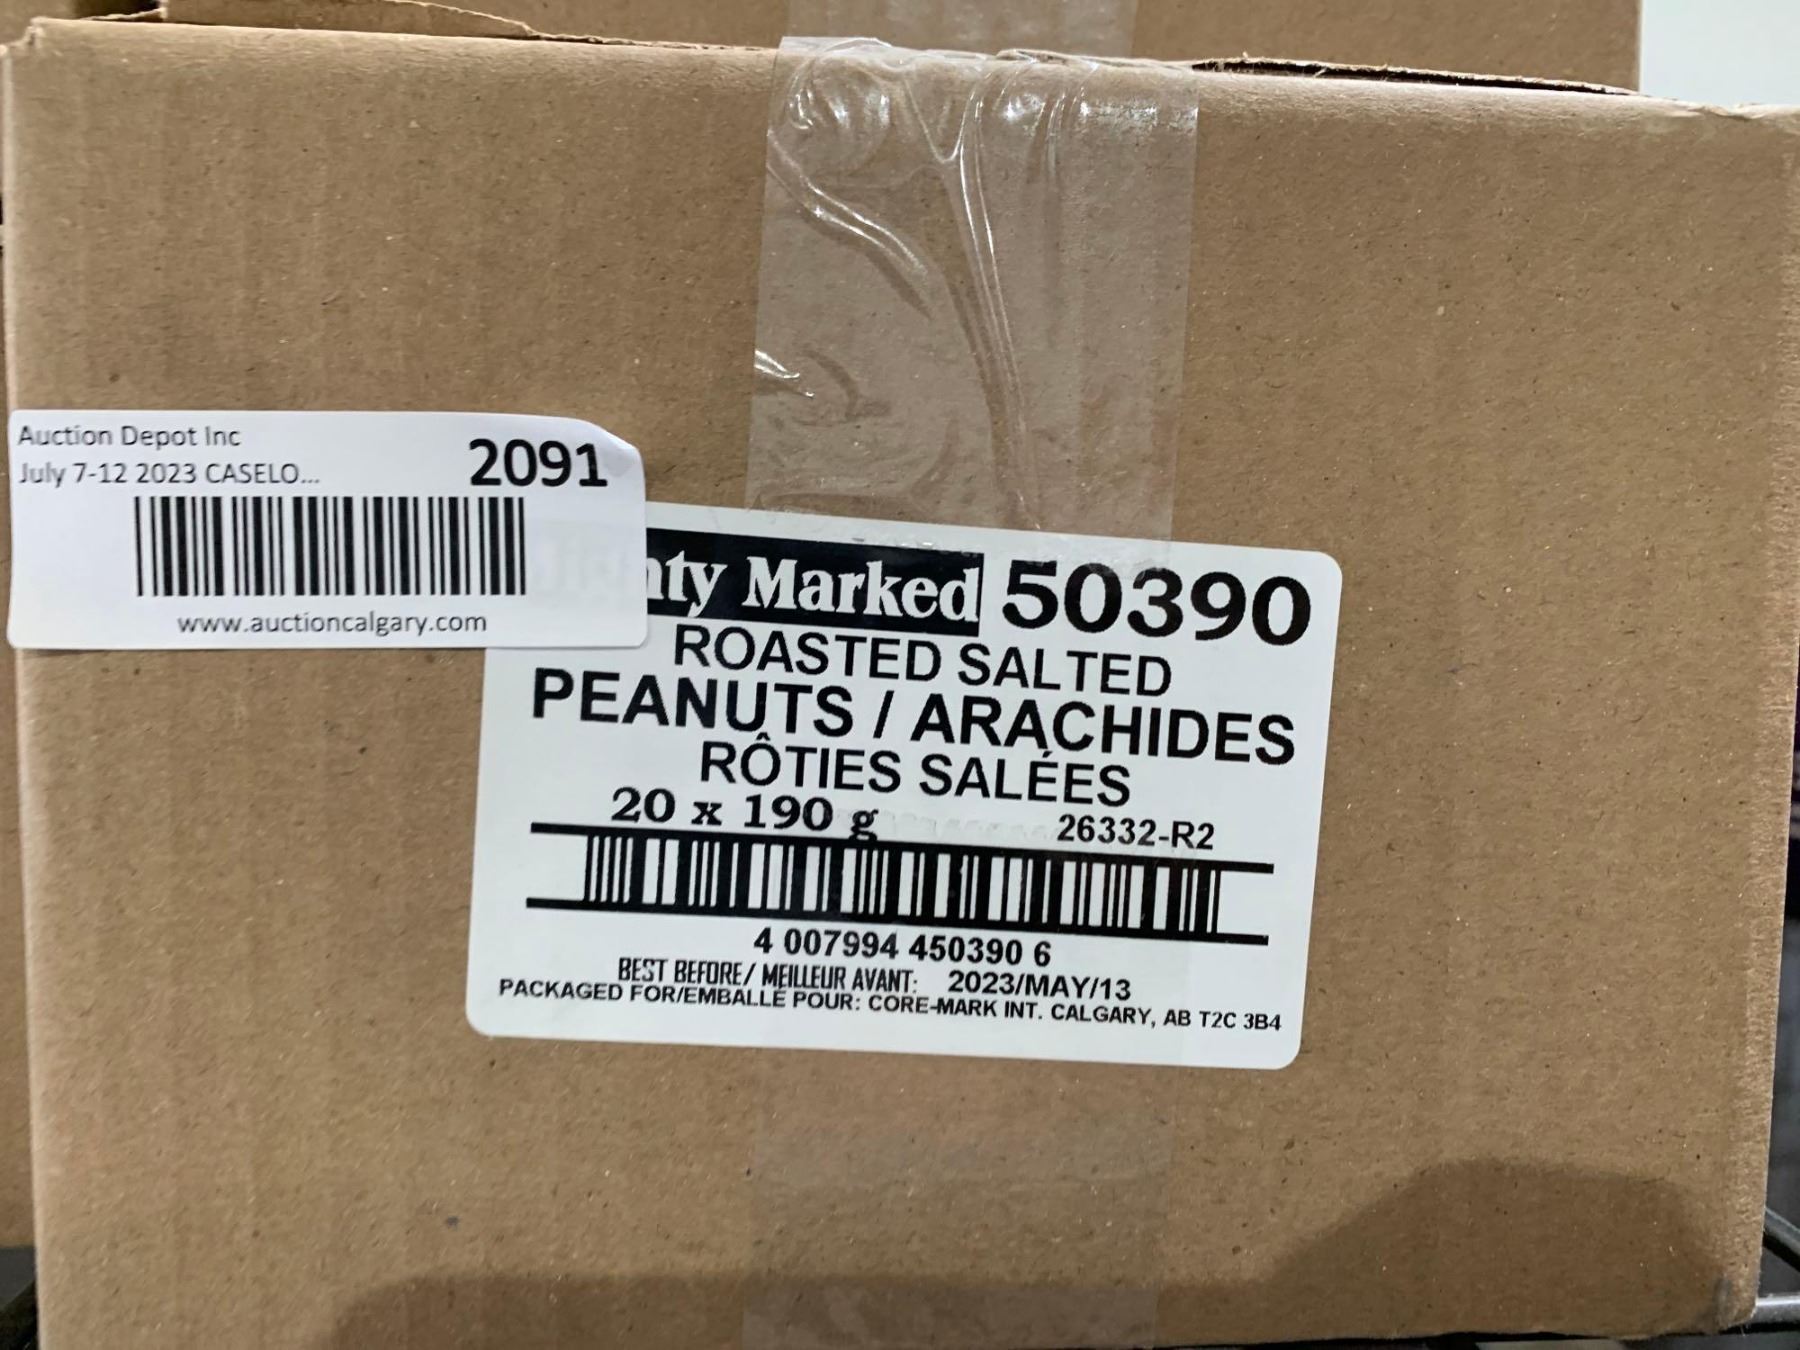 Auction Depot Inc
July 7-12 2023 CASELO...
2091
www.auctioncalgary.com
Marked 50390
ROASTED SALTED
PEANUTS / ARACHIDES
RÔTIES SALÉES
20 x 190 g 26332-R2
4 007994 450390 6
BEST BEFORE/ MEILLEUR AVANT: 2023/MAY/13
PACKAGED FOR/EMBALLÉ POUR: CORE-MARK INT. CALGARY, AB T2C 3B4